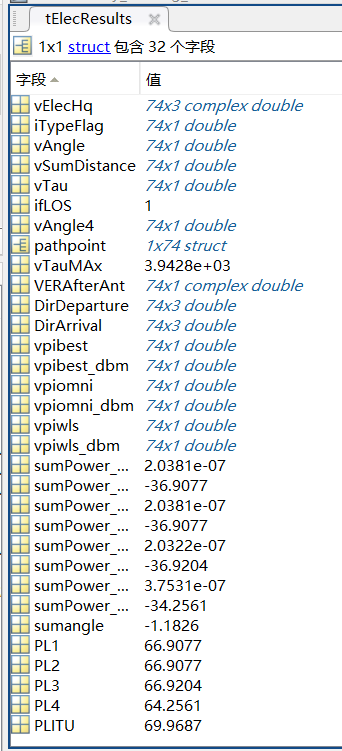 tElecResults
1x1 struct 包含 32 个字段
字段 值
vElecHq 74x3 complex double
iTypeFlag 74x1 double
vAngle 74x1 double
vSumDistance 74x1 double
vTau 74x1 double
ifLOS 1
vAngle4 74x1 double
pathpoint 1x74 struct
vTauMAx 3.9428e+03
VERAfterAnt 74x1 complex double
DirDeparture 74x3 double
DirArrival 74x3 double
vpibest 74x1 double
vpibest_dbm 74x1 double
vpiomni 74x1 double
vpiomni_dbm 74x1 double
vpiwls 74x1 double
vpiwls_dbm 74x1 double
sumPower_... 2.0381e-07
sumPower_... -36.9077
sumPower_... 2.0381e-07
sumPower_... -36.9077
sumPower_... 2.0322e-07
sumPower_... -36.9204
sumPower_... 3.7531e-07
sumPower_... -34.2561
sumangle -1.1826
PL1 66.9077
PL2 66.9077
PL3 66.9204
PL4 64.2561
PLITU 69.9687